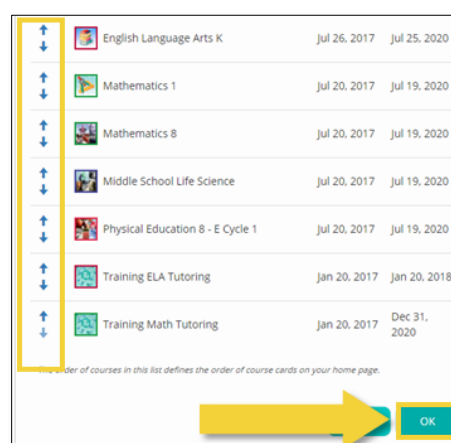 English Language Arts K Jul 26, 2017 Jul 25, 2020
Mathematics 1 Jul 20, 2017 Jul 19, 2020
Mathematics 8 Jul 20, 2017 Jul 19, 2020
Middle School Life Science Jul 20, 2017 Jul 19, 2020
Physical Education 8 - E Cycle 1 Jul 20, 2017 Jul 19, 2020
Training ELA Tutoring Jan 20, 2017 Jan 20, 2018
Training Math Tutoring Jan 20, 2017 Dec 31, 2020
The order of courses in this list defines the order of course cards on your home page.
OK